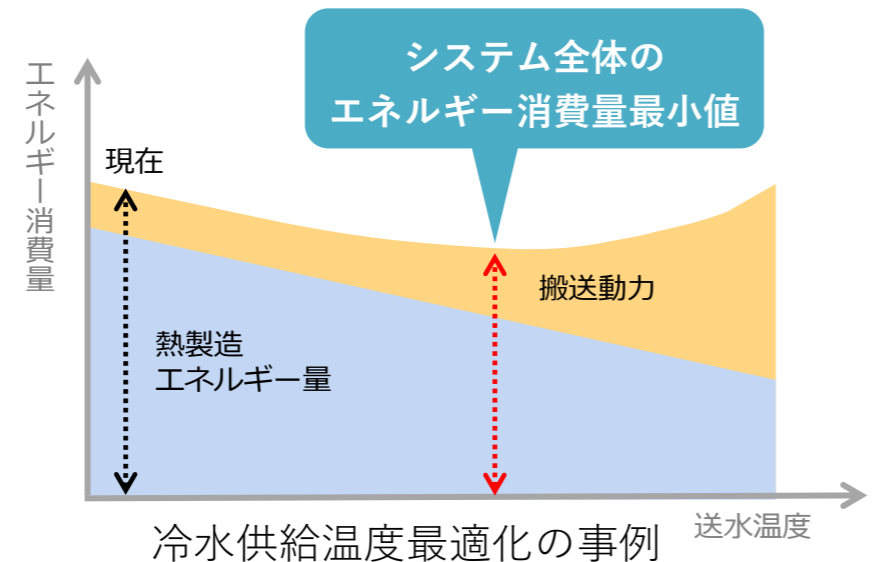 システム全体の
エネルギー消費量最小値
エネルギー消費量
現在
搬送動力
熱製造
エネルギー量
送水温度
冷水供給温度最適化の事例